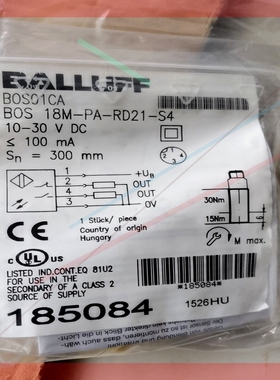 BALLUFF
BOS01CA
BOS 18M-PA-RD21-S4
10-30 V DC
≤ 100 mA
Sn = 300 mm
+UB
OUT
OUT
0V
30Nm
15Nm
M max.
1 Stück/ piece
Country of origin
Hungary
CE
UL US
LISTED IND.CONT.EQ 81U2
FOR USE IN THE
SECONDARY OF A CLASS 2
SOURCE OF SUPPLY
*185084*
185084
1526HU